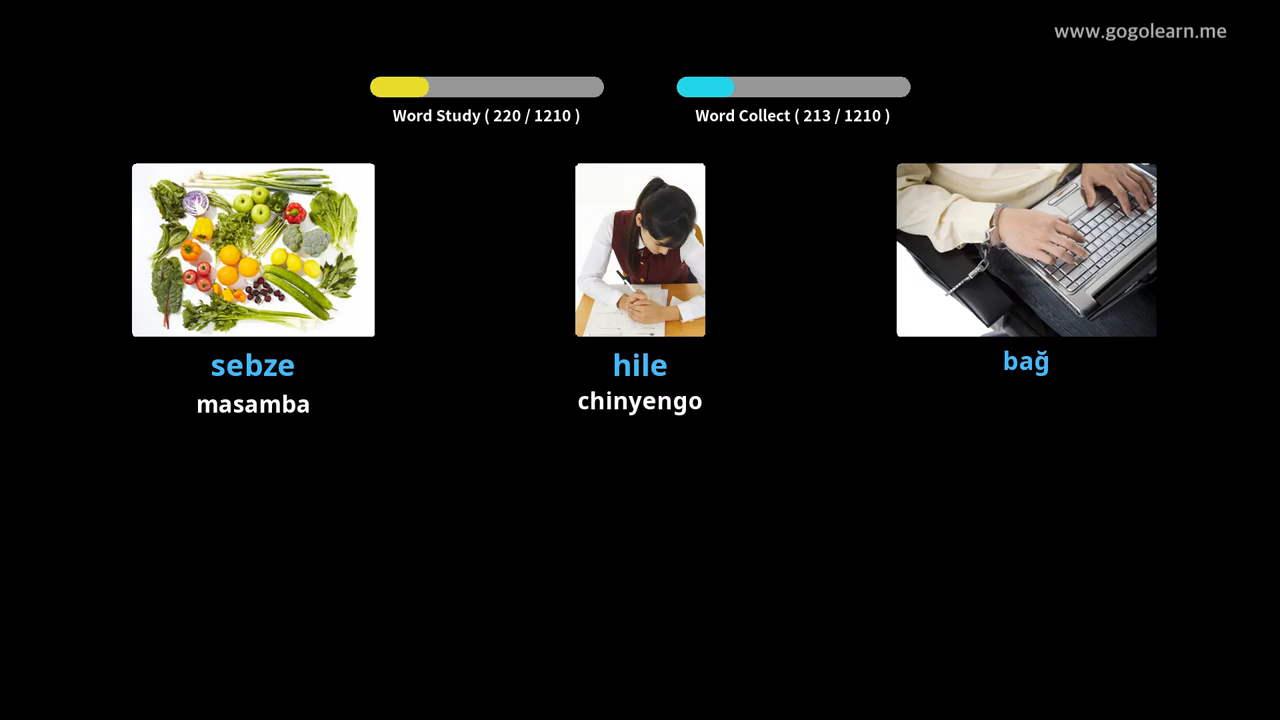 www.gogolearn.me
Word Study ( 220 / 1210 )
Word Collect ( 213 / 1210 )
sebze
masamba
hile
chinyengo
bağ